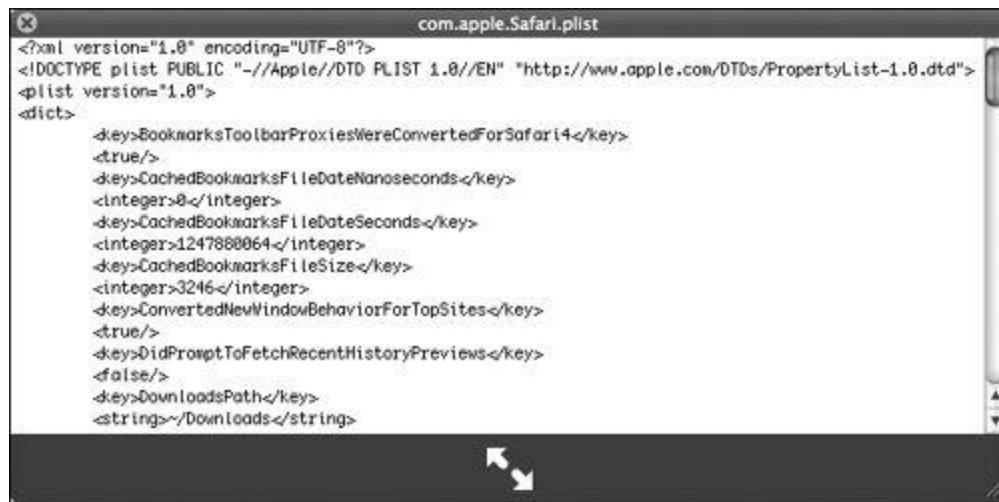 com.apple.Safari.plist
<?xml version="1.0" encoding="UTF-8"?>
<!DOCTYPE plist PUBLIC "-//Apple//DTD PLIST 1.0//EN" "http://www.apple.com/DTDs/PropertyList-1.0.dtd">
<plist version="1.0">
<dict>
<key>BookmarksToolbarProxiesWereConvertedForSafari4</key>
<true/>
<key>CachedBookmarksFileDateNanoseconds</key>
<integer>0</integer>
<key>CachedBookmarksFileDateSeconds</key>
<integer>1247880064</integer>
<key>CachedBookmarksFileSize</key>
<integer>3246</integer>
<key>ConvertedNewWindowBehaviorForTopSites</key>
<true/>
<key>DidPromptToFetchRecentHistoryPreviews</key>
<false/>
<key>DownloadsPath</key>
<string>~/Downloads</string>